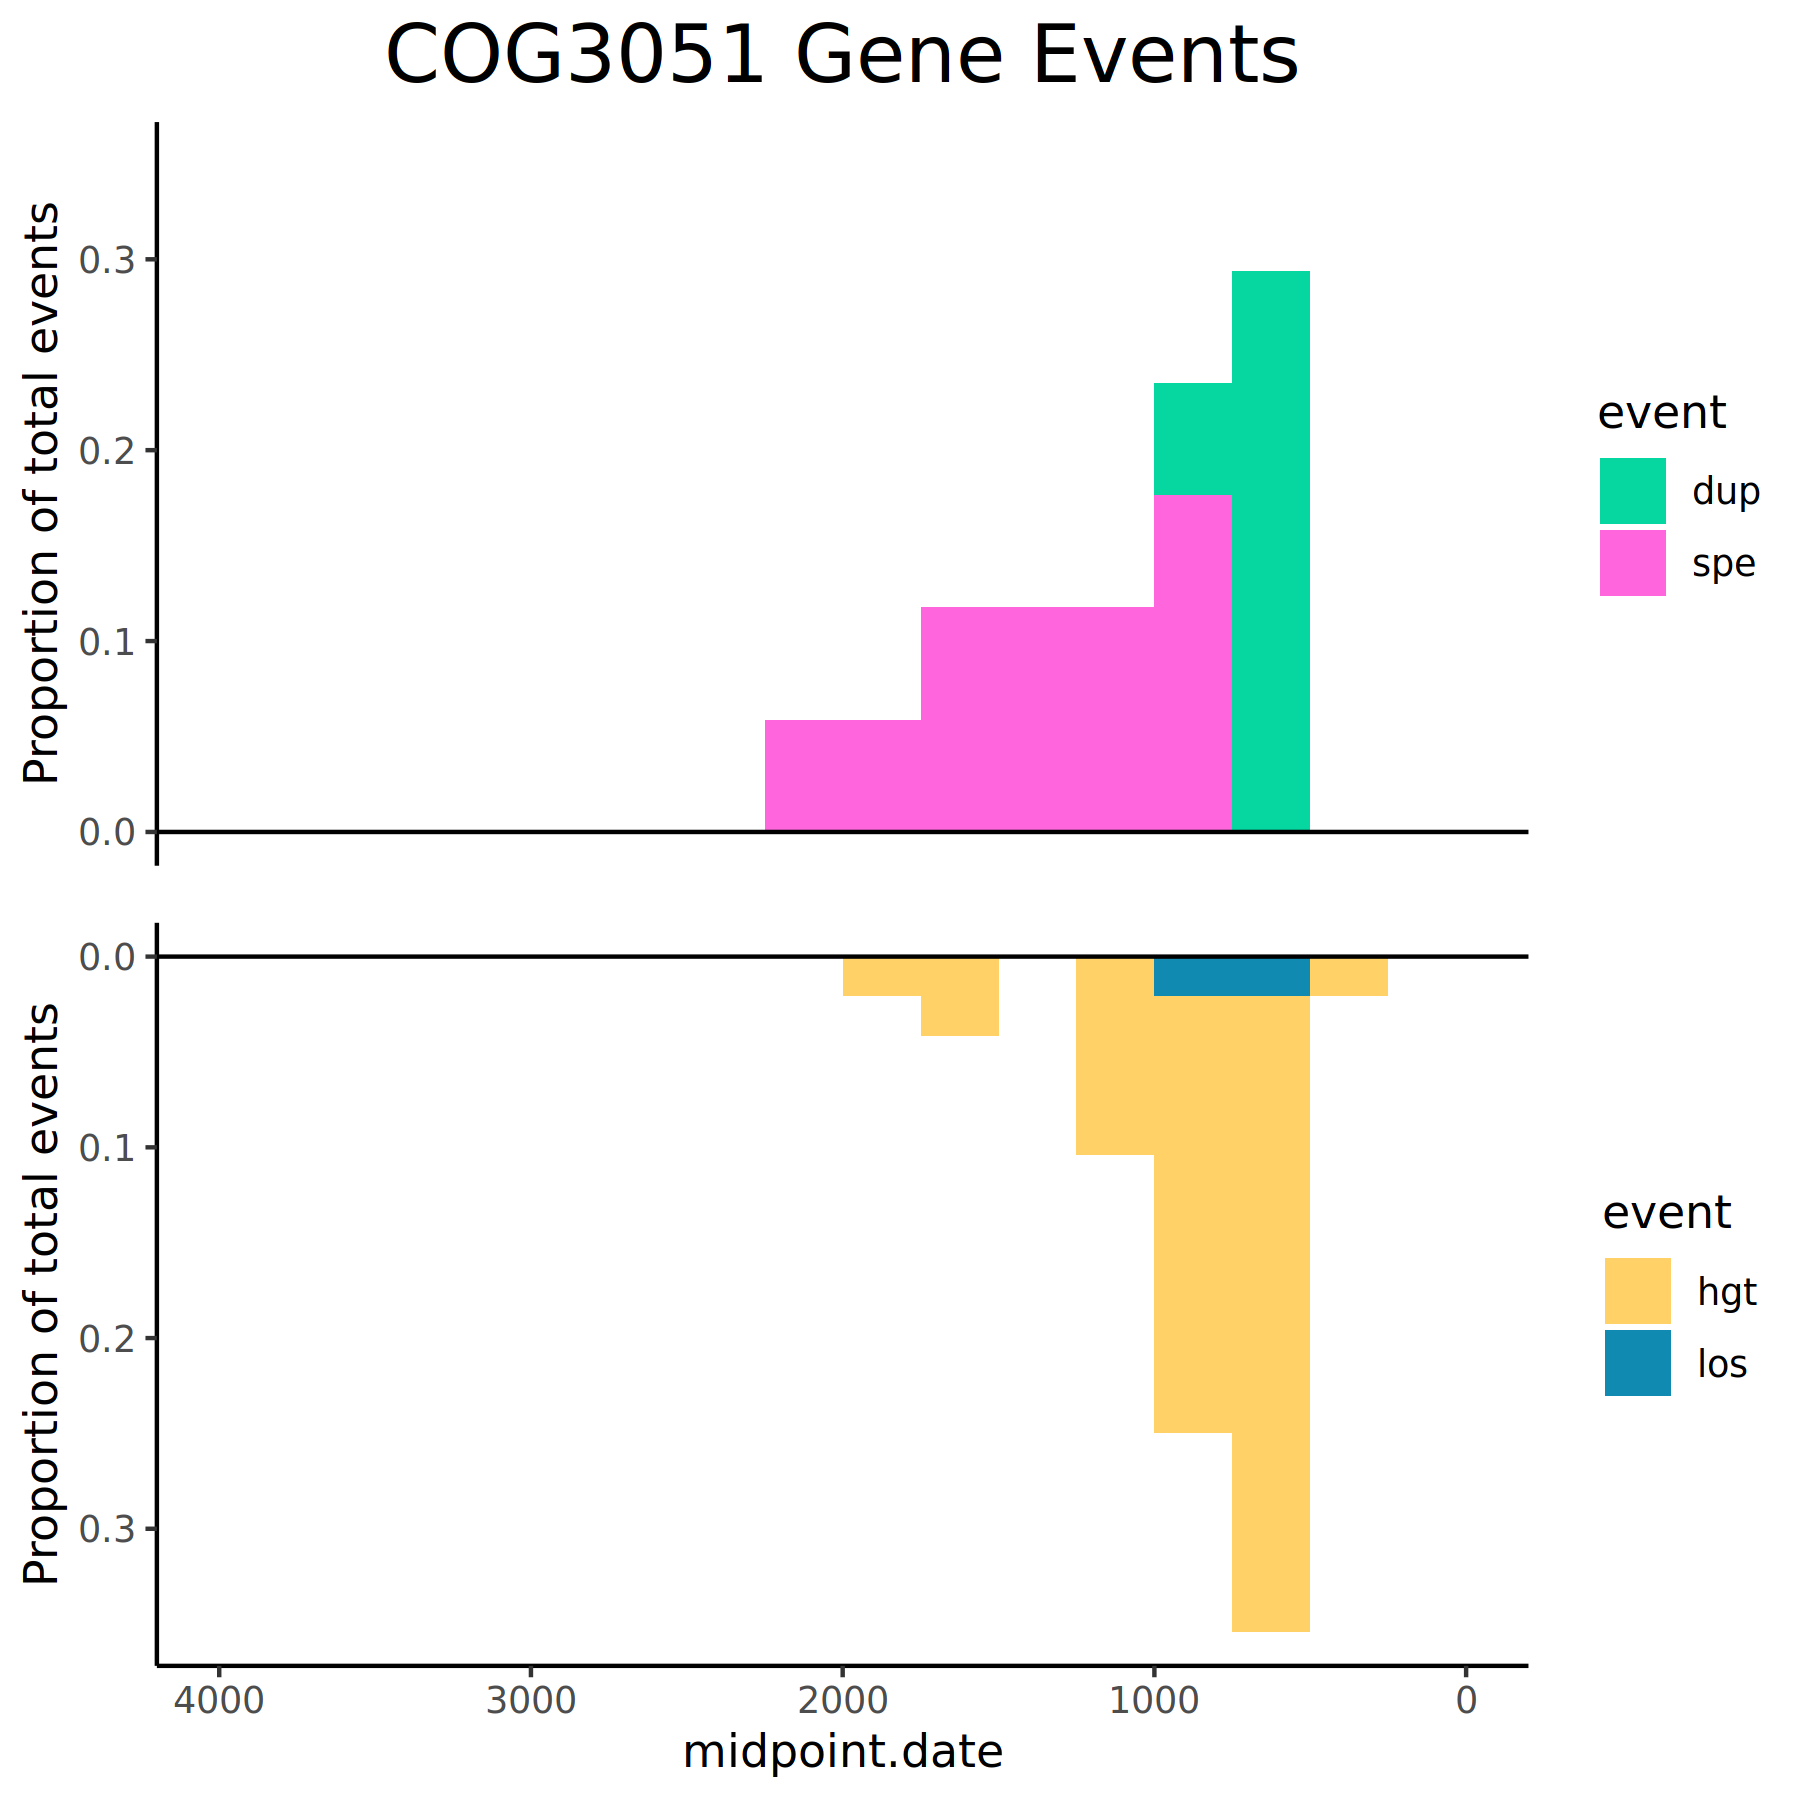 COG3051 Gene Events
Proportion of total events
0.3
0.2
0.1
0.0
event
dup
spe
Proportion of total events
0.0
0.1
0.2
0.3
event
hgt
los
4000 3000 2000 1000 0
midpoint.date